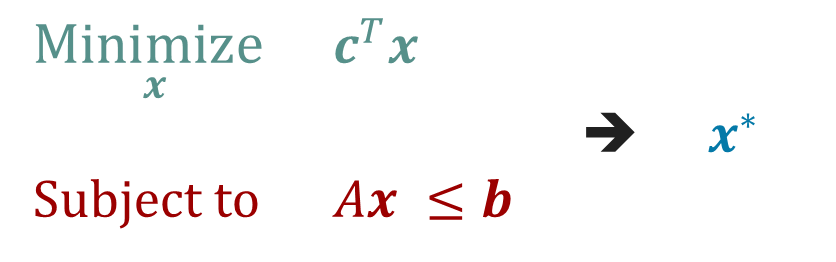 Minimize c^T x
x
➔ x*
Subject to Ax ≤ b